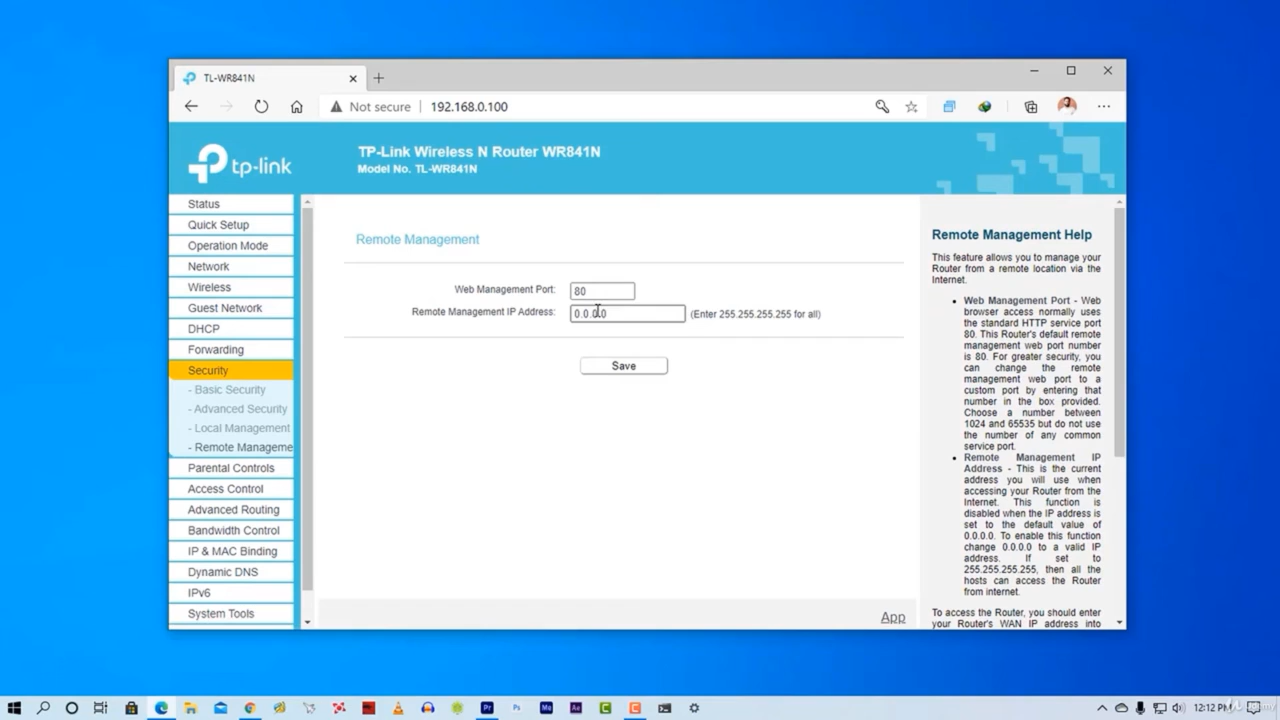 TL-WR841N
Not secure
192.168.0.100
tp-link
TP-Link Wireless N Router WR841N
Model No. TL-WR841N
Status
Quick Setup
Operation Mode
Network
Wireless
Guest Network
DHCP
Forwarding
Security
- Basic Security
- Advanced Security
- Local Management
- Remote Manageme
Parental Controls
Access Control
Advanced Routing
Bandwidth Control
IP & MAC Binding
Dynamic DNS
IPv6
System Tools
Remote Management
Web Management Port: 80
Remote Management IP Address: 0.0.0.0 (Enter 255.255.255.255 for all)
Save
App
Remote Management Help
This feature allows you to manage your
Router from a remote location via the
Internet.
• Web Management Port - Web
browser access normally uses
the standard HTTP service port
80. This Router's default remote
management web port number
is 80. For greater security, you
can change the remote
management web port to a
custom port by entering that
number in the box provided.
Choose a number between
1024 and 65535 but do not use
the number of any common
service port.
• Remote Management IP
Address - This is the current
address you will use when
accessing your Router from the
Internet. This function is
disabled when the IP address is
set to the default value of
0.0.0.0. To enable this function
change 0.0.0.0 to a valid IP
address. If set to
255.255.255.255, then all the
hosts can access the Router
from internet.
To access the Router, you should enter
your Router's WAN IP address into
Pr
Ps
Me
Ae
C
C
12:12 PM